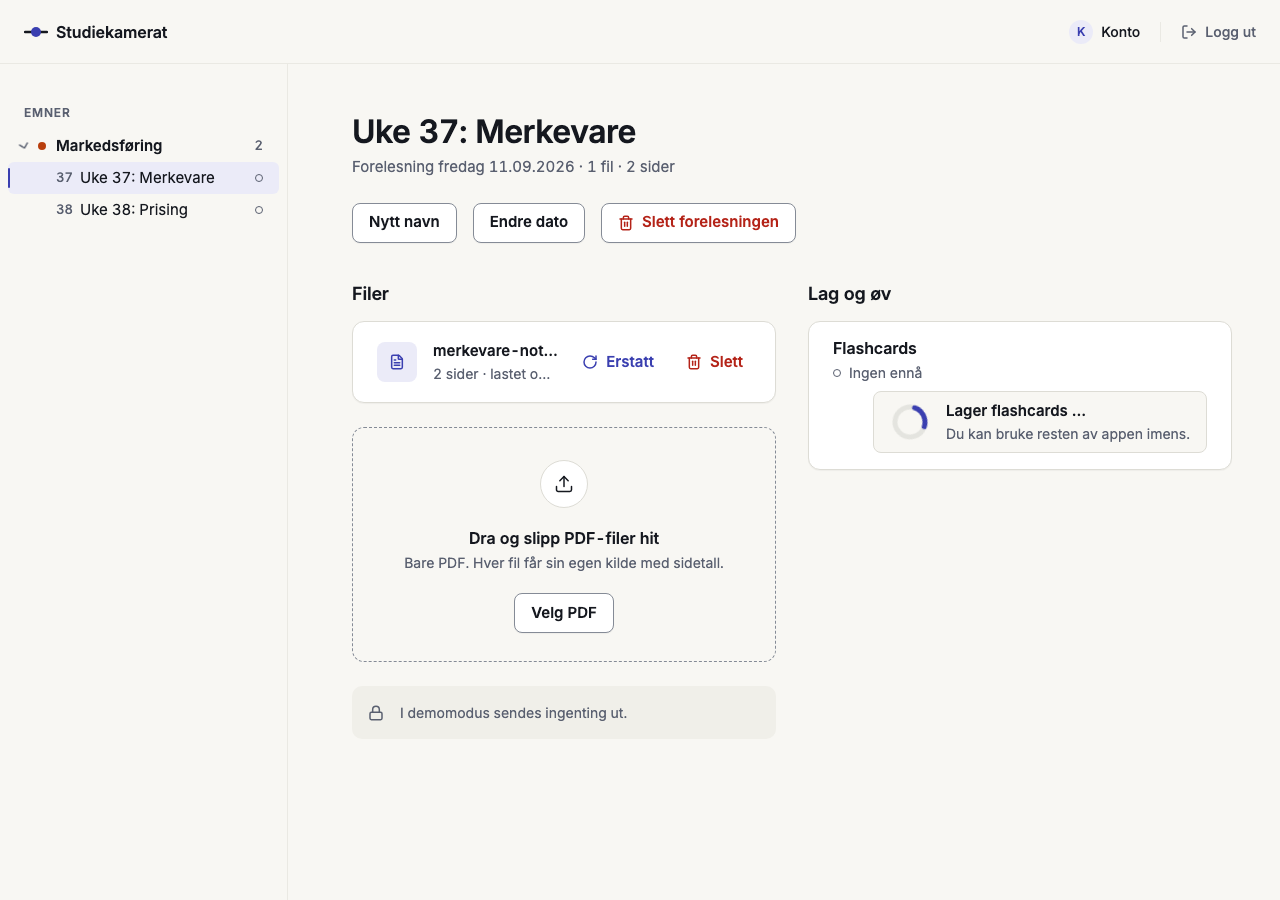 Studiekamerat
K Konto
Logg ut
EMNER
Markedsføring 2
37 Uke 37: Merkevare
38 Uke 38: Prising
Uke 37: Merkevare
Forelesning fredag 11.09.2026 · 1 fil · 2 sider
Nytt navn
Endre dato
Slett forelesningen
Filer
merkevare-not…
2 sider · lastet o…
Erstatt
Slett
Dra og slipp PDF-filer hit
Bare PDF. Hver fil får sin egen kilde med sidetall.
Velg PDF
I demomodus sendes ingenting ut.
Lag og øv
Flashcards
Ingen ennå
Lager flashcards …
Du kan bruke resten av appen imens.